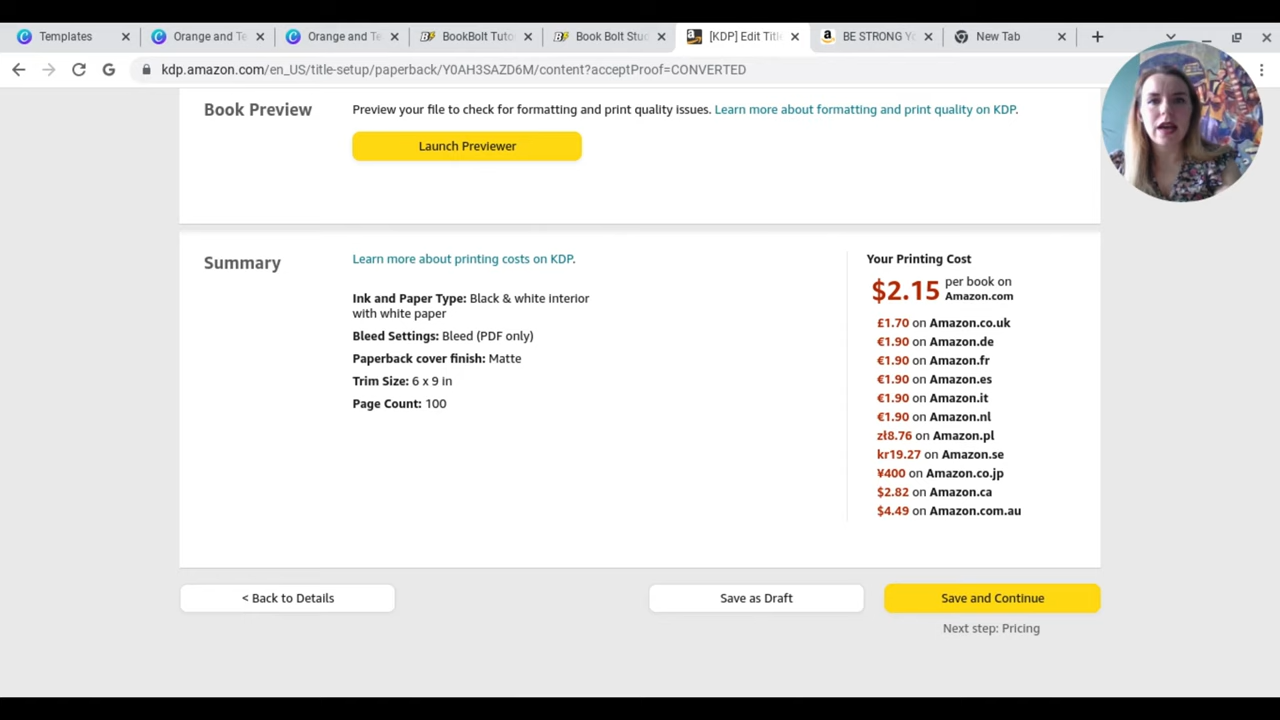 Templates
Orange and Te
Orange and Te
BookBolt Tuto
Book Bolt Stu
[KDP] Edit Titl
BE STRONG Yo
New Tab
kdp.amazon.com/en_US/title-setup/paperback/Y0AH3SAZD6M/content?acceptProof=CONVERTED
Book Preview
Preview your file to check for formatting and print quality issues. Learn more about formatting and print quality on KDP.
Launch Previewer
Summary
Learn more about printing costs on KDP.
Ink and Paper Type: Black & white interior
with white paper
Bleed Settings: Bleed (PDF only)
Paperback cover finish: Matte
Trim Size: 6 x 9 in
Page Count: 100
Your Printing Cost
$2.15 per book on
Amazon.com
£1.70 on Amazon.co.uk
€1.90 on Amazon.de
€1.90 on Amazon.fr
€1.90 on Amazon.es
€1.90 on Amazon.it
€1.90 on Amazon.nl
zł8.76 on Amazon.pl
kr19.27 on Amazon.se
¥400 on Amazon.co.jp
$2.82 on Amazon.ca
$4.49 on Amazon.com.au
< Back to Details
Save as Draft
Save and Continue
Next step: Pricing